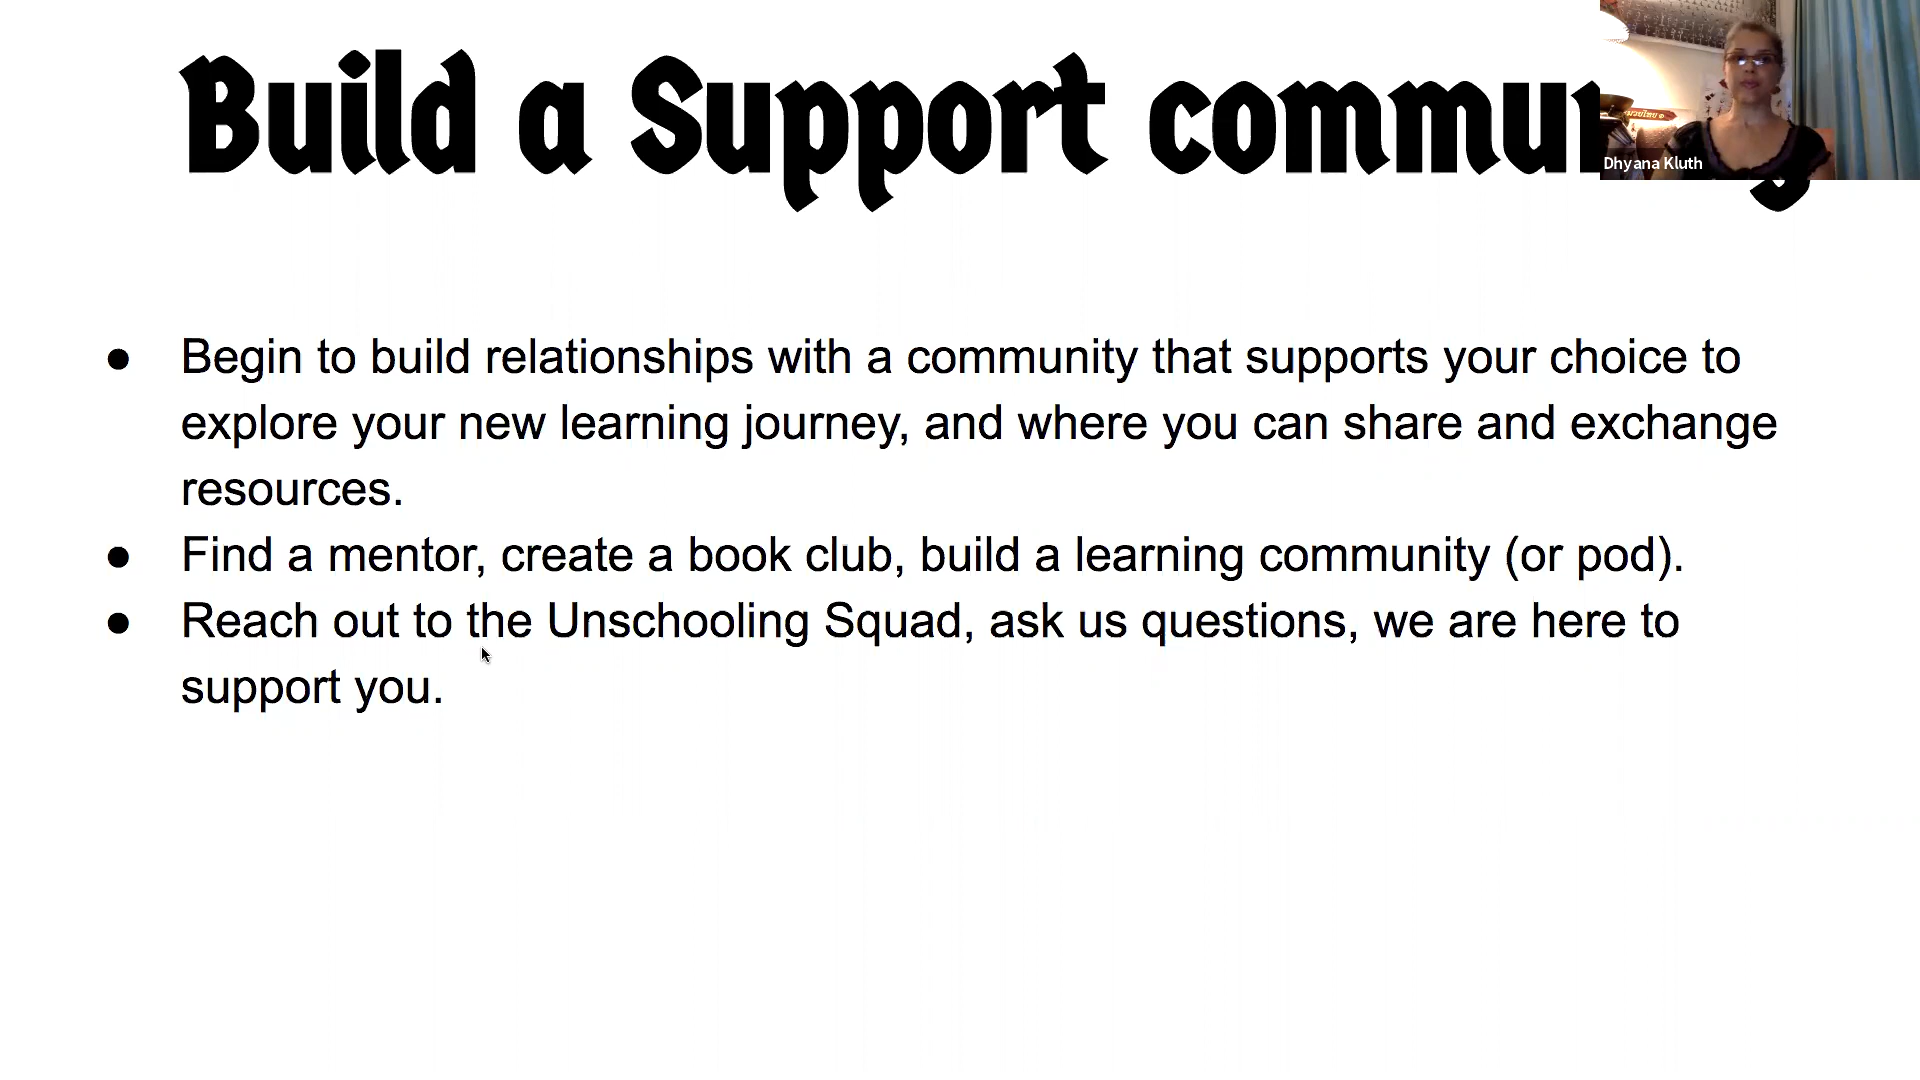 Build a Support commu
Dhyana Kluth
● Begin to build relationships with a community that supports your choice to
explore your new learning journey, and where you can share and exchange
resources.
● Find a mentor, create a book club, build a learning community (or pod).
● Reach out to the Unschooling Squad, ask us questions, we are here to
support you.